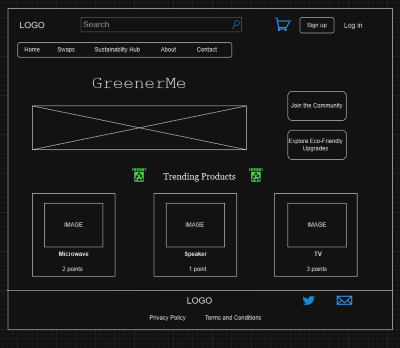 LOGO
Search
Sign up
Log in
Home
Swaps
Sustainablity Hub
About
Contact
GreenerMe
Join the Community
Explore Eco-Friendly
Upgrades
Trending Products
IMAGE
IMAGE
IMAGE
Microwave
Speaker
TV
2 points
1 point
3 points
LOGO
Privacy Policy
Terms and Conditions